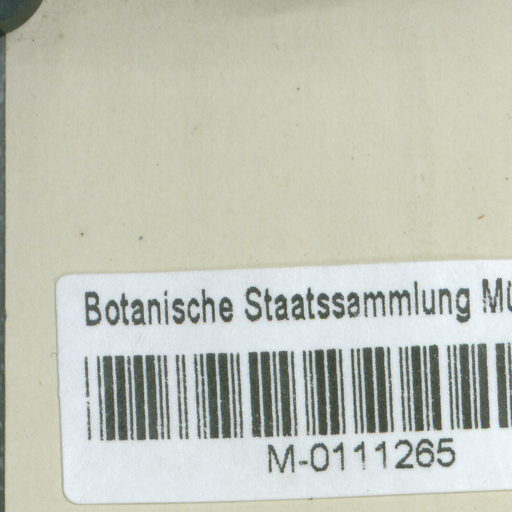 Botanische Staatssammlung Mü
M-0111265